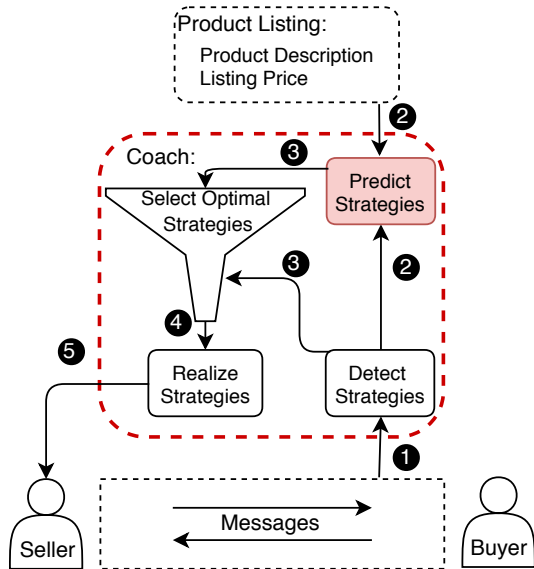 Product Listing:
Product Description
Listing Price
2
Coach:
3
Predict
Strategies
Select Optimal
Strategies
3
2
4
5
Realize
Strategies
Detect
Strategies
1
Messages
Seller
Buyer